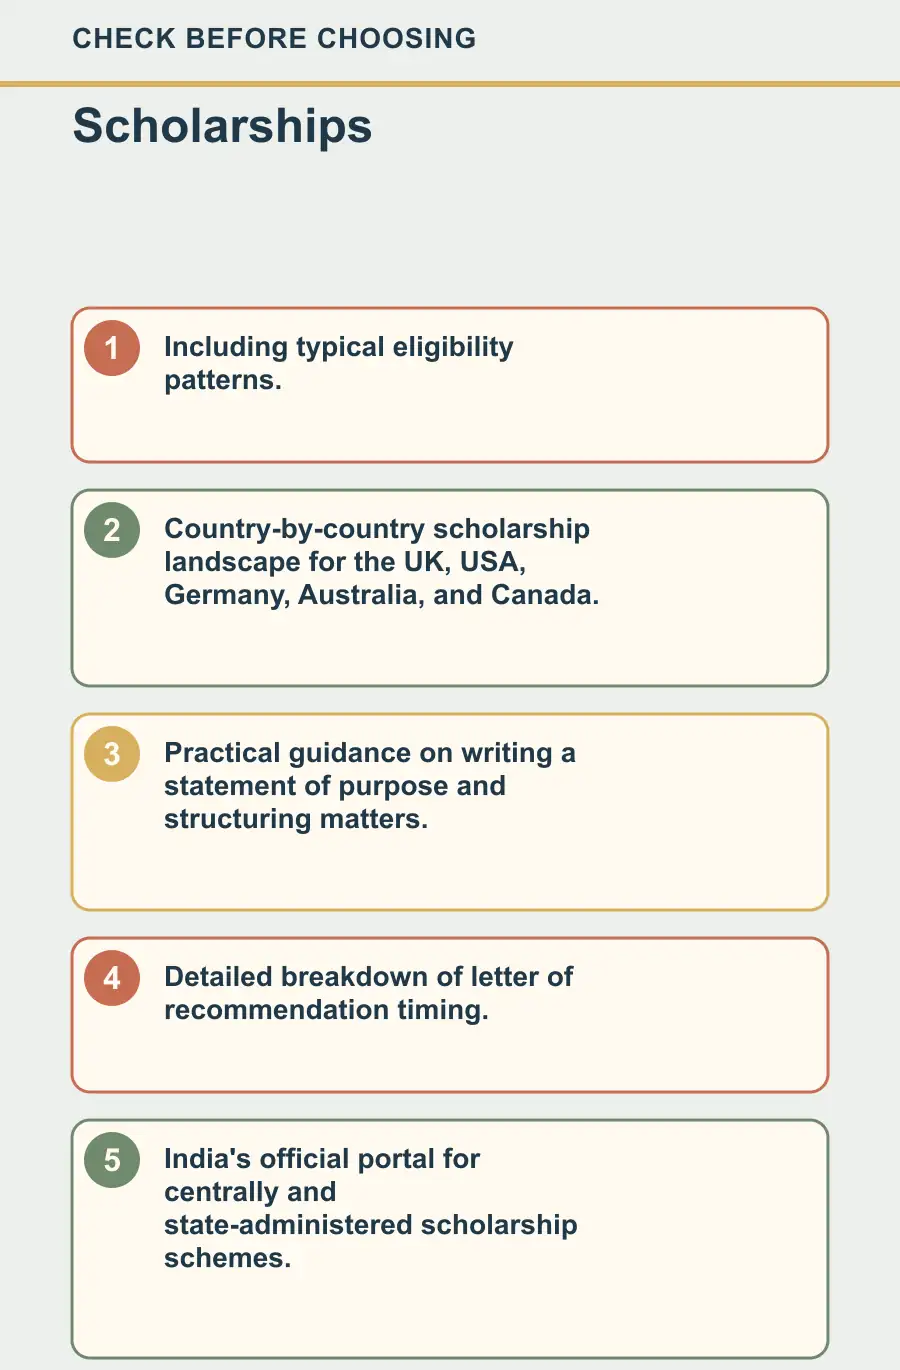 CHECK BEFORE CHOOSING
Scholarships
1
Including typical eligibility
patterns.
2
Country-by-country scholarship
landscape for the UK, USA,
Germany, Australia, and Canada.
3
Practical guidance on writing a
statement of purpose and
structuring matters.
4
Detailed breakdown of letter of
recommendation timing.
5
India's official portal for
centrally and
state-administered scholarship
schemes.